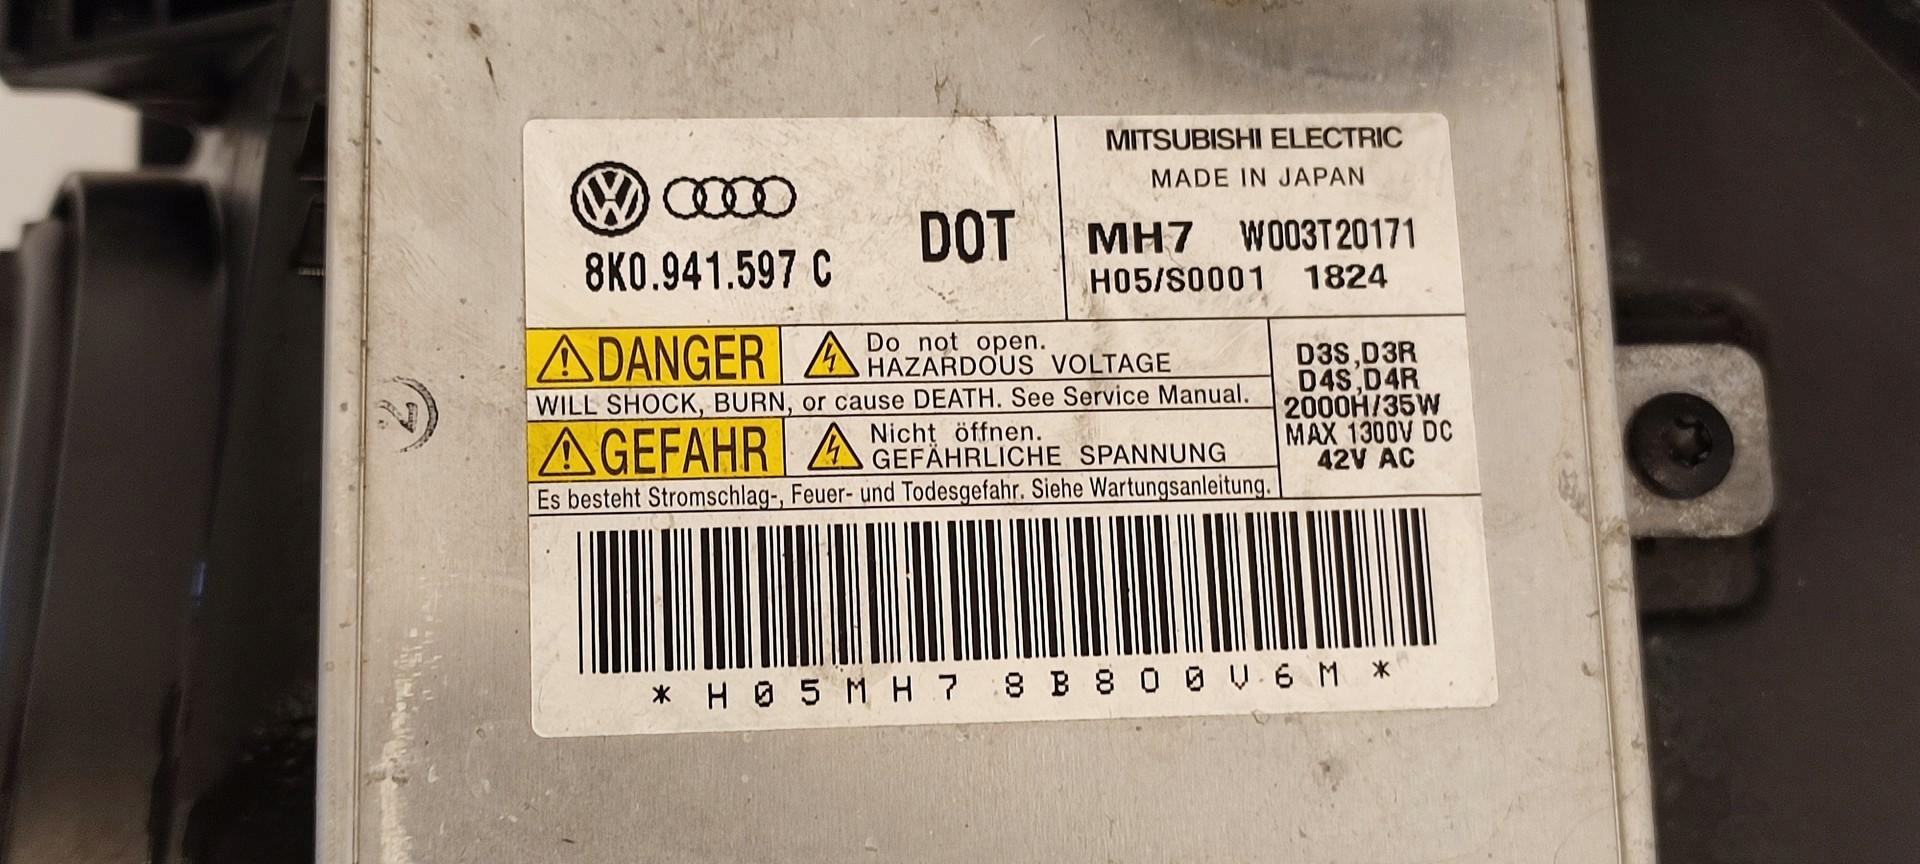 8K0.941.597 C
DOT
MITSUBISHI ELECTRIC
MADE IN JAPAN
MH7 W003T20171
H05/S0001 1824
DANGER
Do not open.
HAZARDOUS VOLTAGE
WILL SHOCK, BURN, or cause DEATH. See Service Manual.
GEFAHR
Nicht öffnen.
GEFÄHRLICHE SPANNUNG
Es besteht Stromschlag-, Feuer- und Todesgefahr. Siehe Wartungsanleitung.
D3S,D3R
D4S,D4R
2000H/35W
MAX 1300V DC
42V AC
*H05MH78B800V6M*